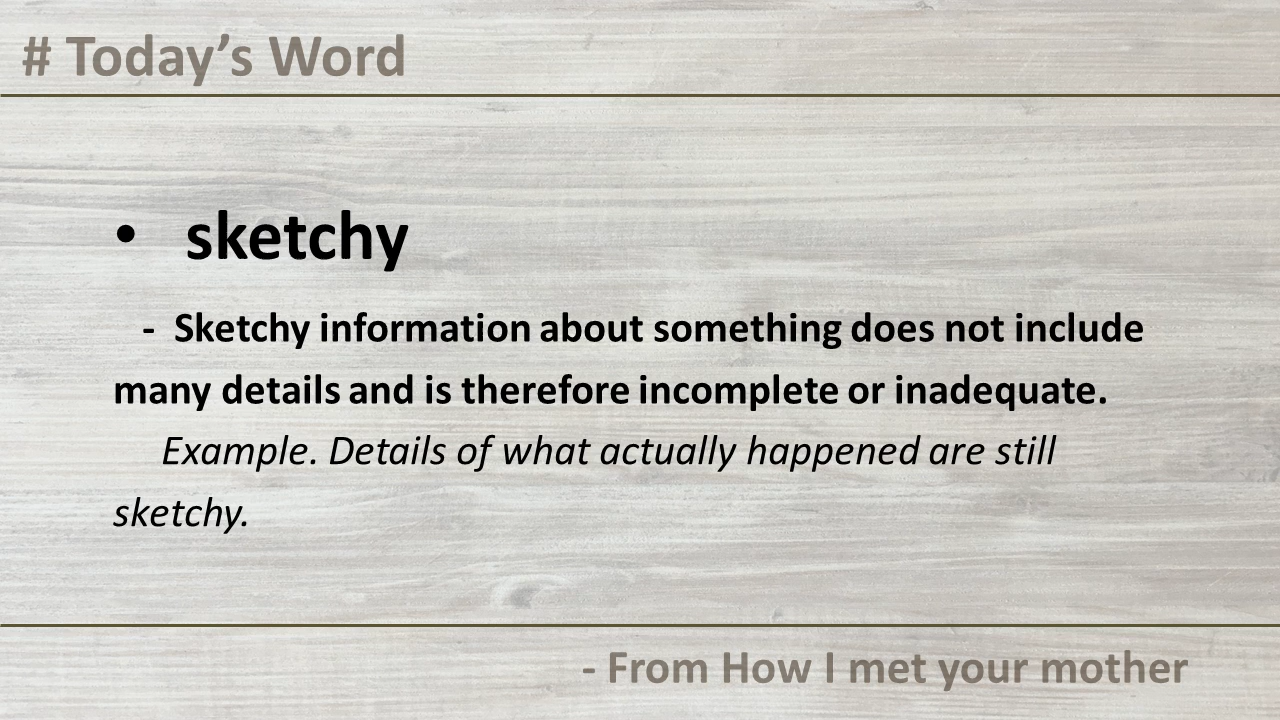 # Today’s Word
• sketchy
- Sketchy information about something does not include
many details and is therefore incomplete or inadequate.
Example. Details of what actually happened are still
sketchy.
- From How I met your mother